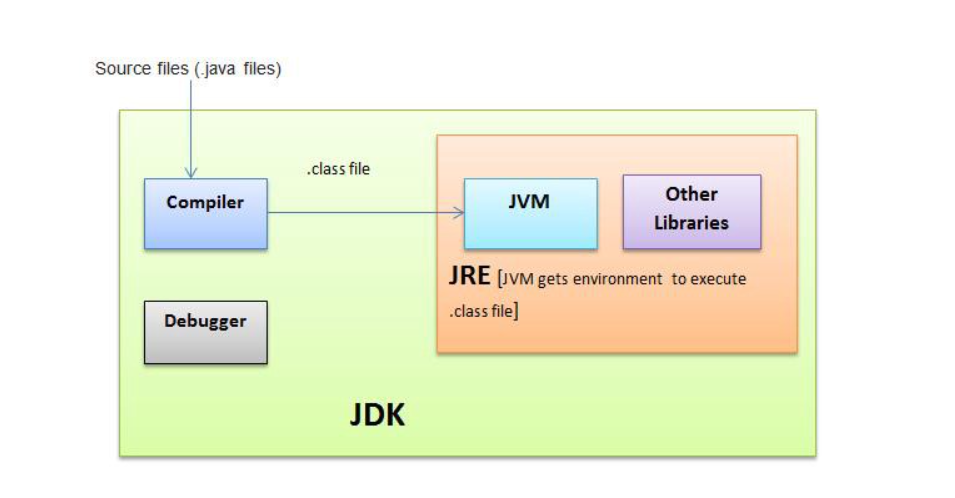 Source files (.java files)
.class file
Compiler
JVM
Other
Libraries
JRE [JVM gets environment to execute
.class file]
Debugger
JDK